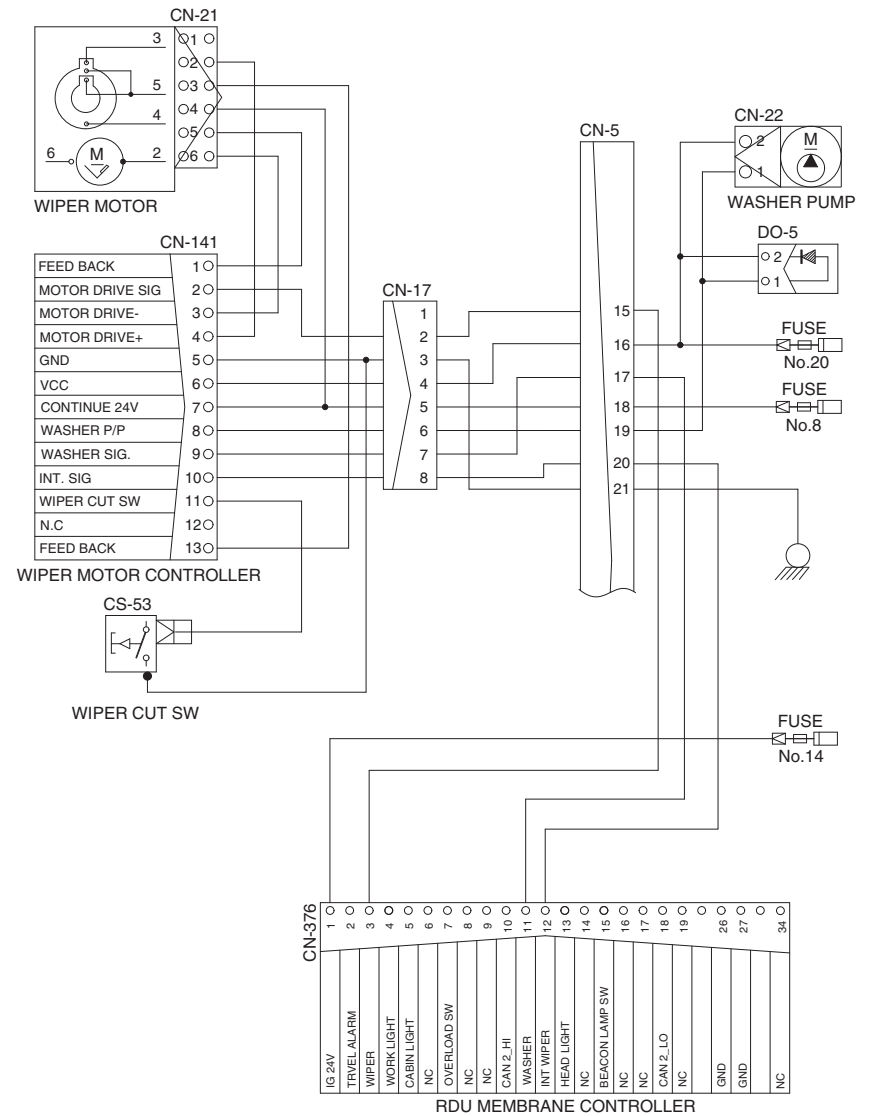 CN-21
3
5
4
6
M
2
1
2
3
4
5
6
WIPER MOTOR
CN-141
FEED BACK 1
MOTOR DRIVE SIG 2
MOTOR DRIVE- 3
MOTOR DRIVE+ 4
GND 5
VCC 6
CONTINUE 24V 7
WASHER P/P 8
WASHER SIG. 9
INT. SIG 10
WIPER CUT SW 11
N.C 12
FEED BACK 13
WIPER MOTOR CONTROLLER
CS-53
WIPER CUT SW
CN-17
1
2
3
4
5
6
7
8
CN-5
15
16
17
18
19
20
21
CN-22
2
1
M
WASHER PUMP
DO-5
2
1
FUSE
No.20
FUSE
No.8
FUSE
No.14
CN-376
1 2 3 4 5 6 7 8 9 10 11 12 13 14 15 16 17 18 19 26 27 34
IG 24V
TRVEL ALARM
WIPER
WORK LIGHT
CABIN LIGHT
NC
OVERLOAD SW
NC
NC
CAN 2_HI
WASHER
INT WIPER
HEAD LIGHT
NC
BEACON LAMP SW
NC
NC
CAN 2_LO
NC
GND
GND
NC
RDU MEMBRANE CONTROLLER